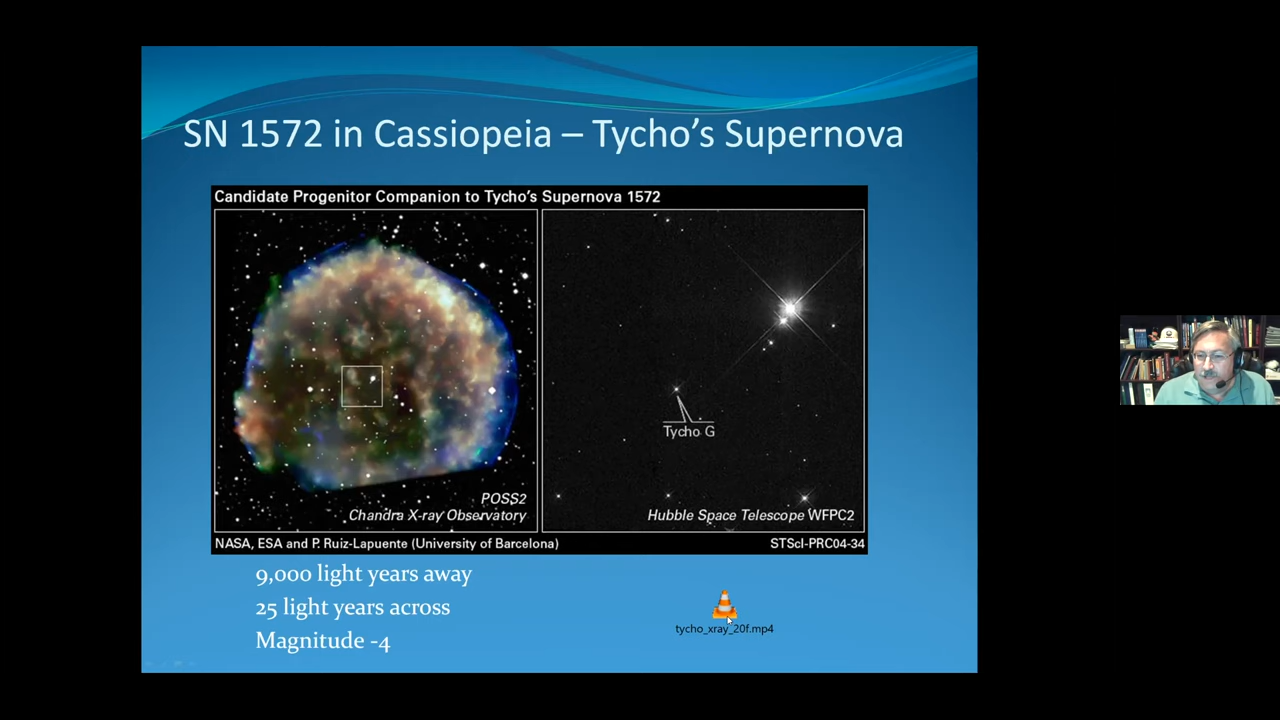 SN 1572 in Cassiopeia – Tycho's Supernova
Candidate Progenitor Companion to Tycho's Supernova 1572
POSS2
Chandra X-ray Observatory
Tycho G
Hubble Space Telescope WFPC2
NASA, ESA and P. Ruiz-Lapuente (University of Barcelona)
STScI-PRC04-34
9,000 light years away
25 light years across
Magnitude -4
tycho_xray_20f.mp4